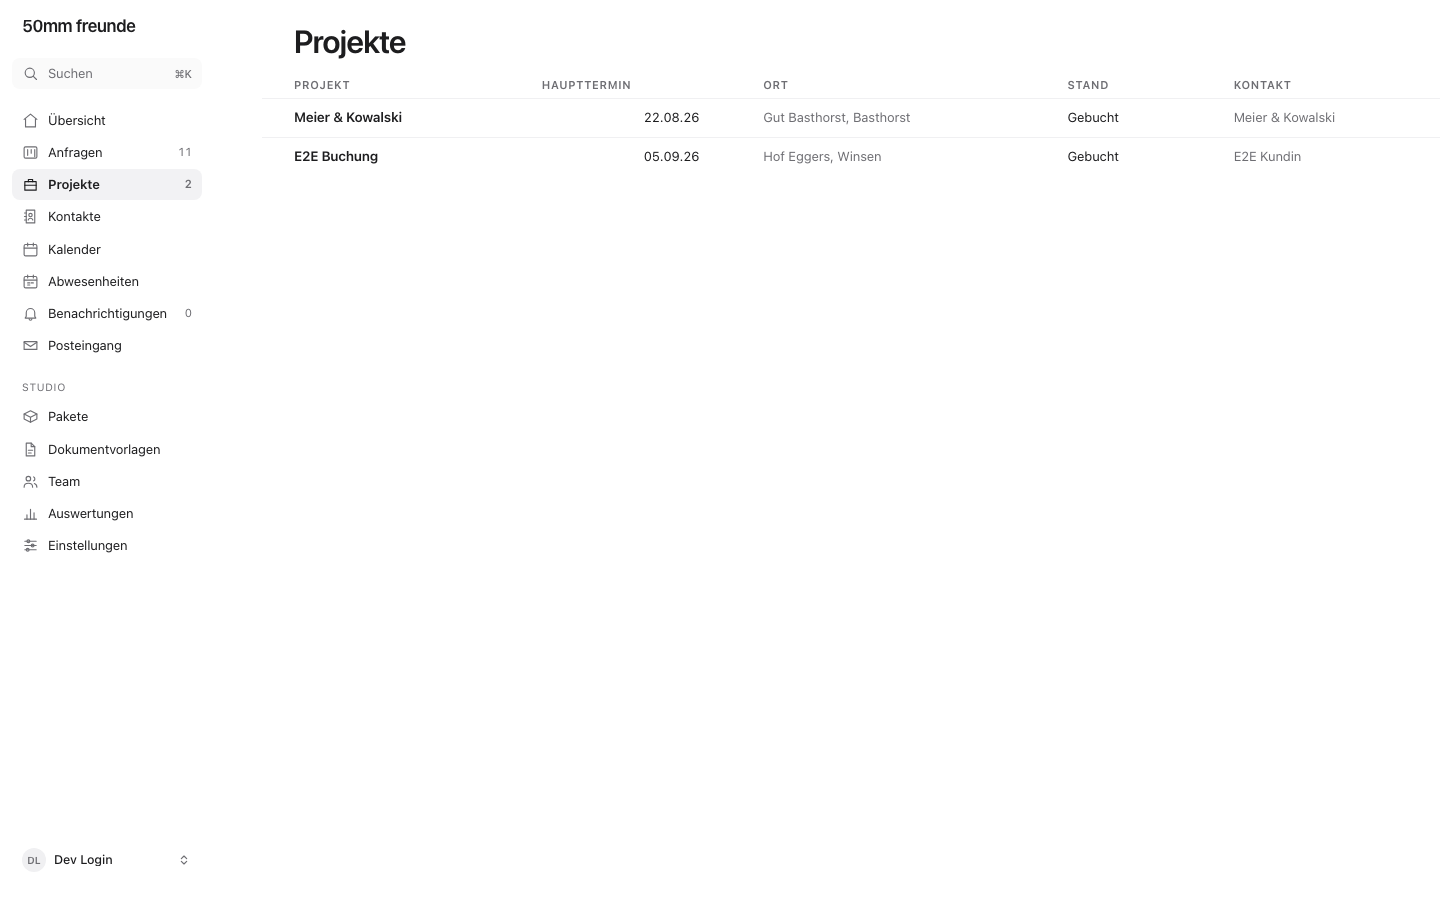 50mm freunde
Suchen ⌘K
Übersicht
Anfragen 11
Projekte 2
Kontakte
Kalender
Abwesenheiten
Benachrichtigungen 0
Posteingang
STUDIO
Pakete
Dokumentvorlagen
Team
Auswertungen
Einstellungen
DL Dev Login
Projekte
PROJEKT HAUPTTERMIN ORT STAND KONTAKT
Meier & Kowalski 22.08.26 Gut Basthorst, Basthorst Gebucht Meier & Kowalski
E2E Buchung 05.09.26 Hof Eggers, Winsen Gebucht E2E Kundin